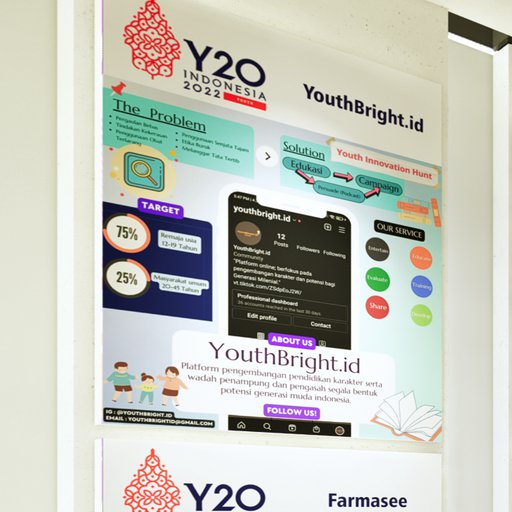 Y20
INDONESIA
2022
YouthBright.id
The Problem
Pergaulan Bebas
Tindakan Kekerasan
Penggunaan Obat
Terlarang
Penggunaan Senjata Tajam
Etika Buruk
Melanggar Tata Tertib
Solution
Youth Innovation Hunt
Edukasi
Persuade (Podcast)
Campaign
TARGET
75%
Remaja usia
12-19 Tahun
25%
Masyarakat umum
20-45 Tahun
youthbright.id
12
Posts
Followers
Following
YouthBright.id
Community
"Platform online, berfokus pada
pengembangan karakter dan potensi bagi
Generasi Milenial."
Professional dashboard
Edit profile
Contact
OUR SERVICE
Entertain
Educate
Evaluate
Training
Share
Develop
ABOUT US
YouthBright.id
Platform pengembangan pendidikan karakter serta
wadah penampung dan pengasah segala bentuk
potensi generasi muda indonesia.
FOLLOW US!
IG : @YOUTHBRIGHT.ID
EMAIL : YOUTHBRIGHTID@GMAIL.COM
Y20
Farmasee